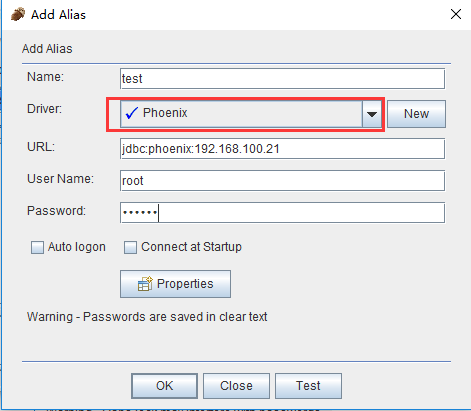 Add Alias
Add Alias
Name: test
Driver: Phoenix New
URL: jdbc:phoenix:192.168.100.21
User Name: root
Password: ••••••
Auto logon Connect at Startup
Properties
Warning - Passwords are saved in clear text
OK Close Test